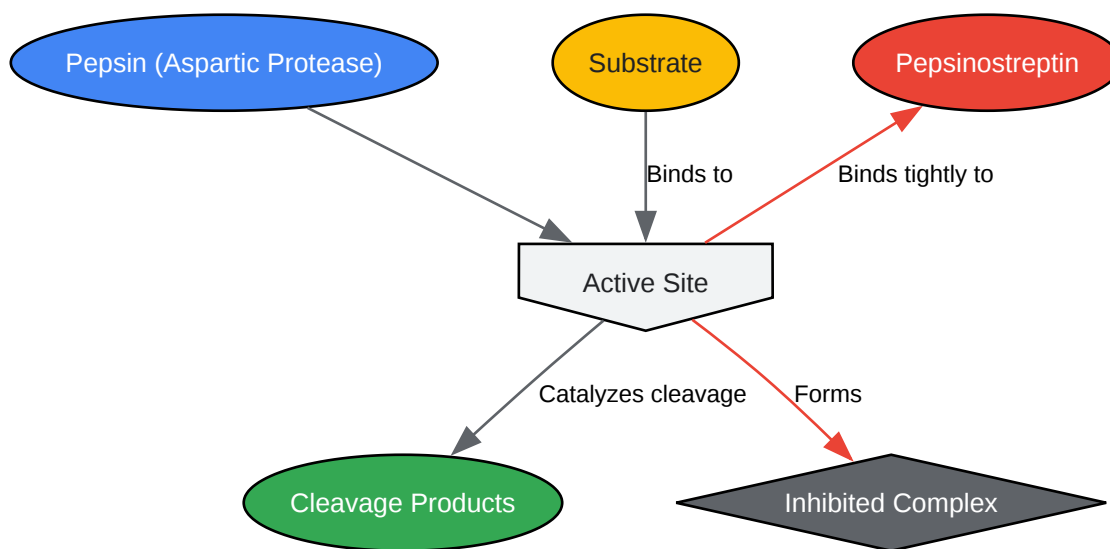 Pepsin (Aspartic Protease)
Substrate
Pepsinostreptin
Binds to
Binds tightly to
Active Site
Catalyzes cleavage
Forms
Cleavage Products
Inhibited Complex